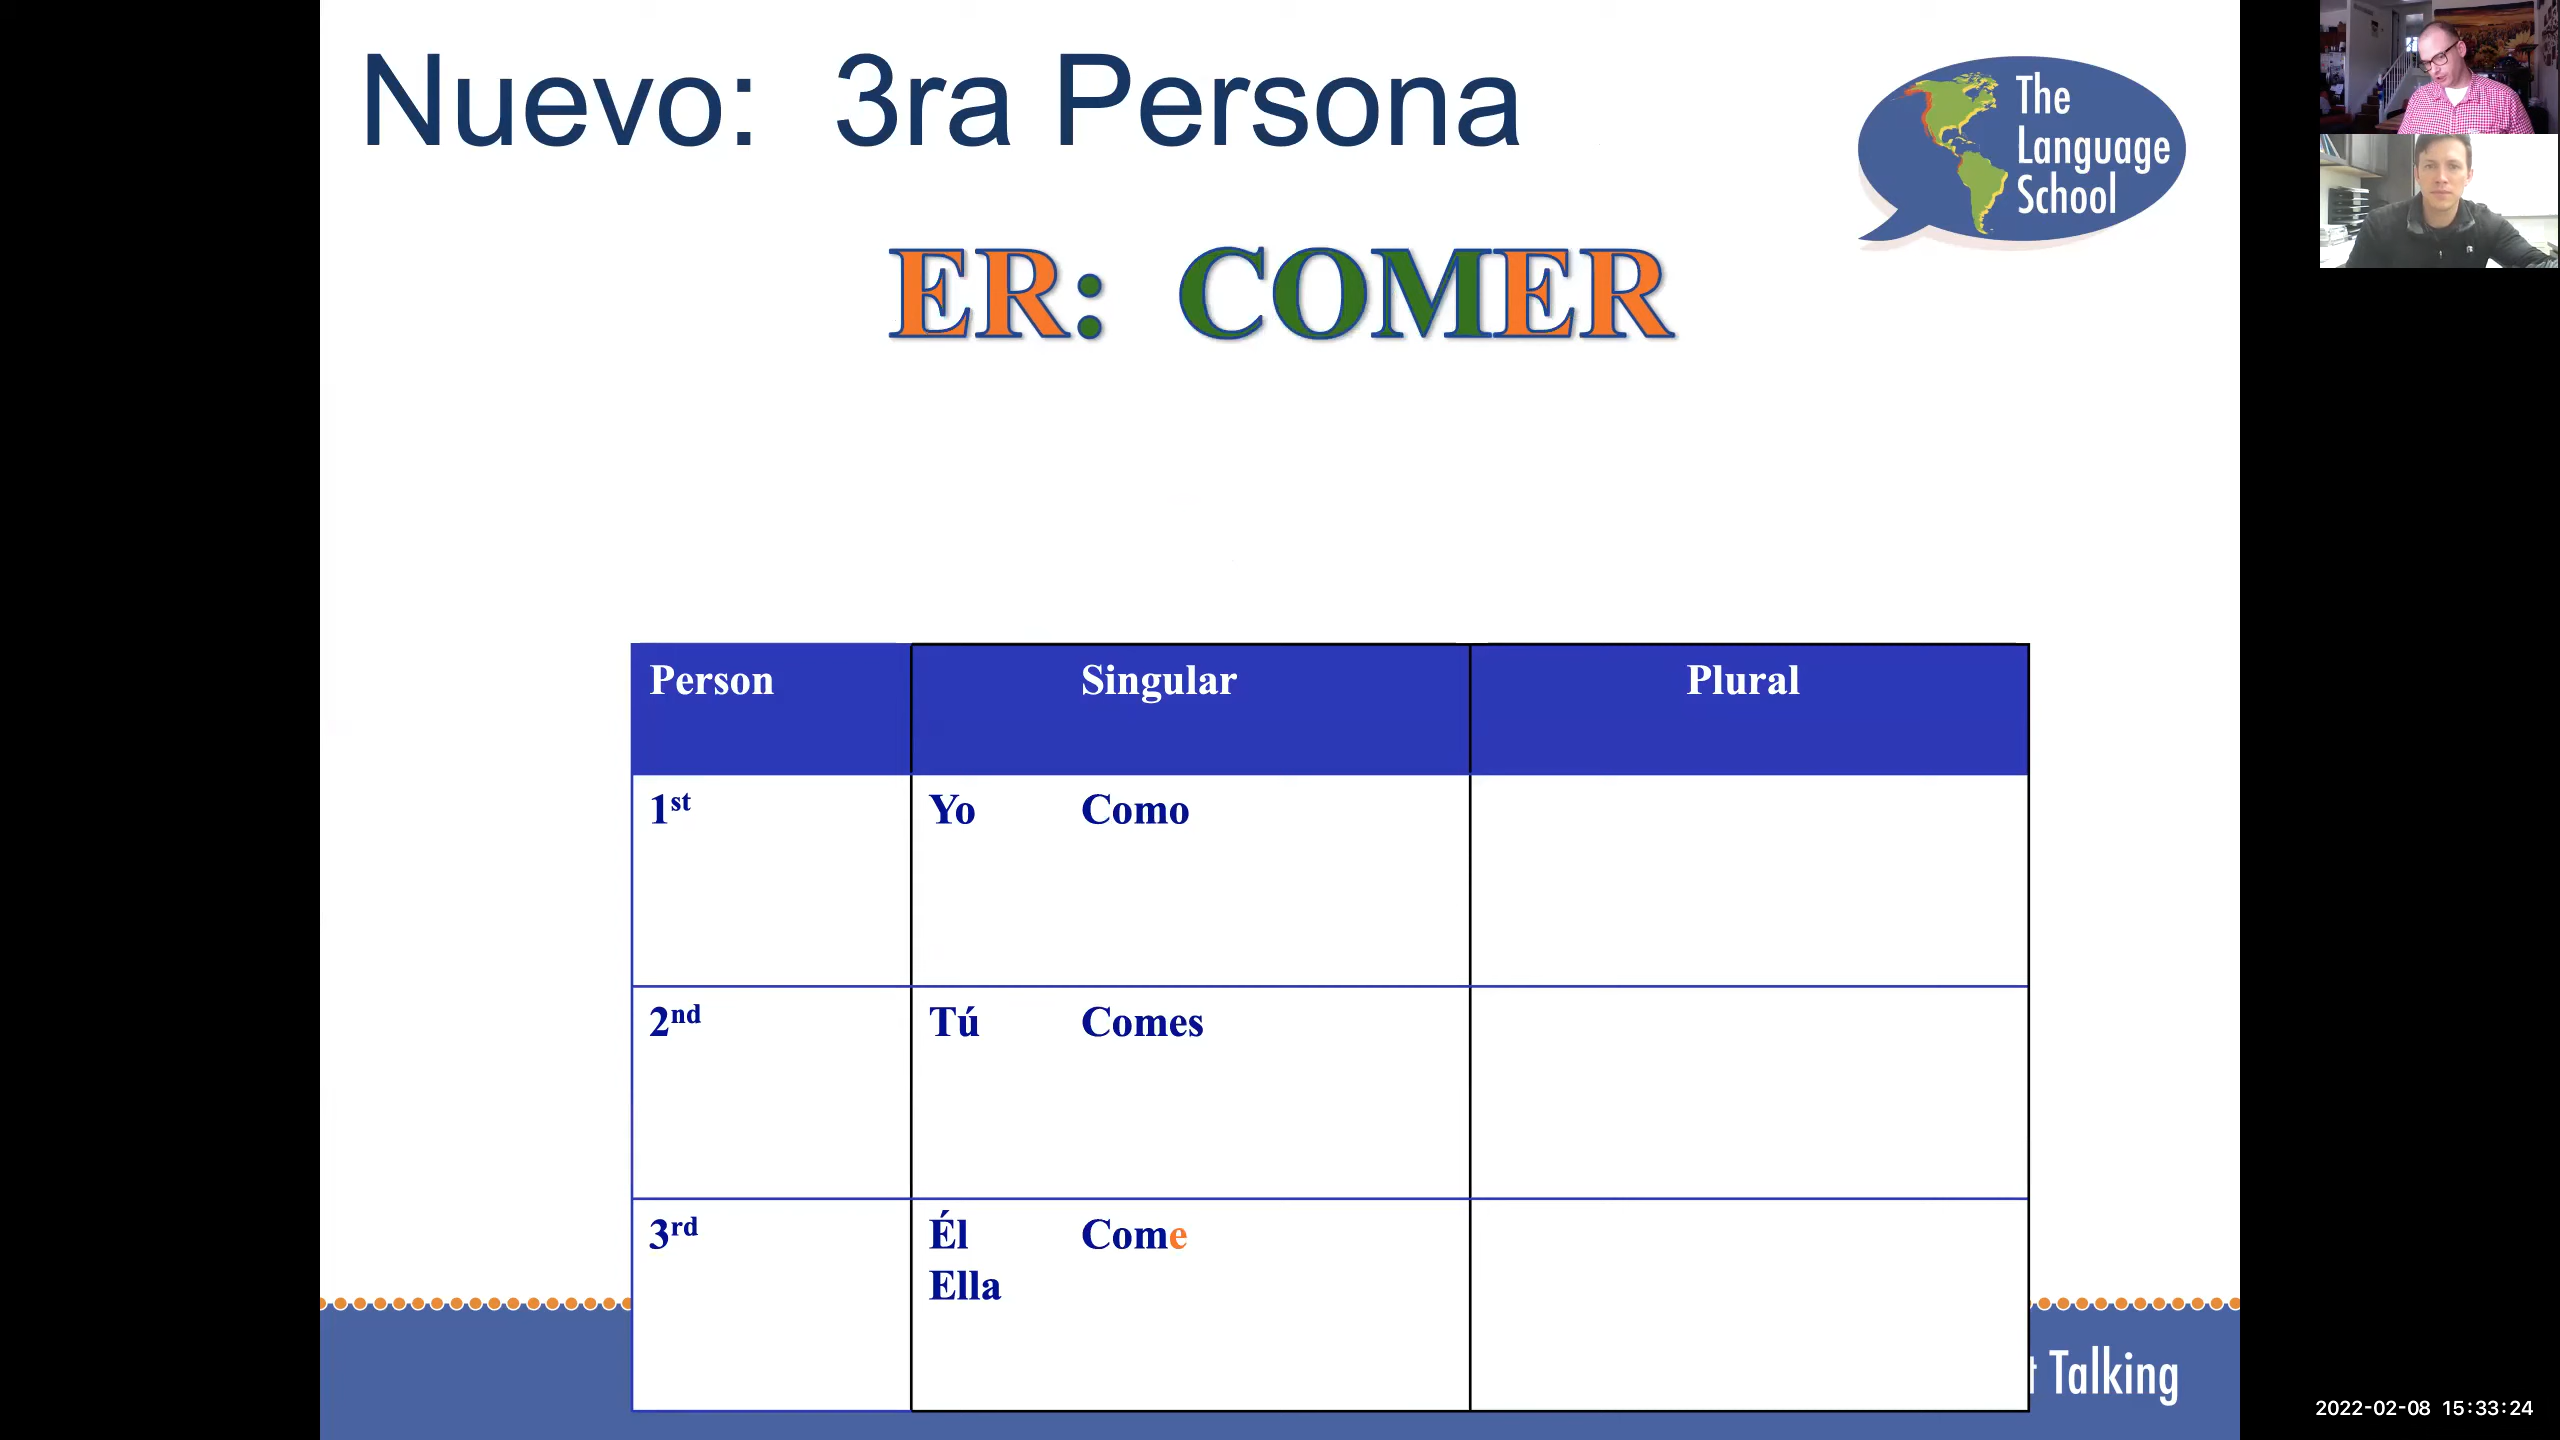 Nuevo: 3ra Persona
The
Language
School
ER: COMER
Person Singular Plural
1st Yo Como
2nd Tú Comes
3rd Él Come
Ella
Talking
2022-02-08 15:33:24